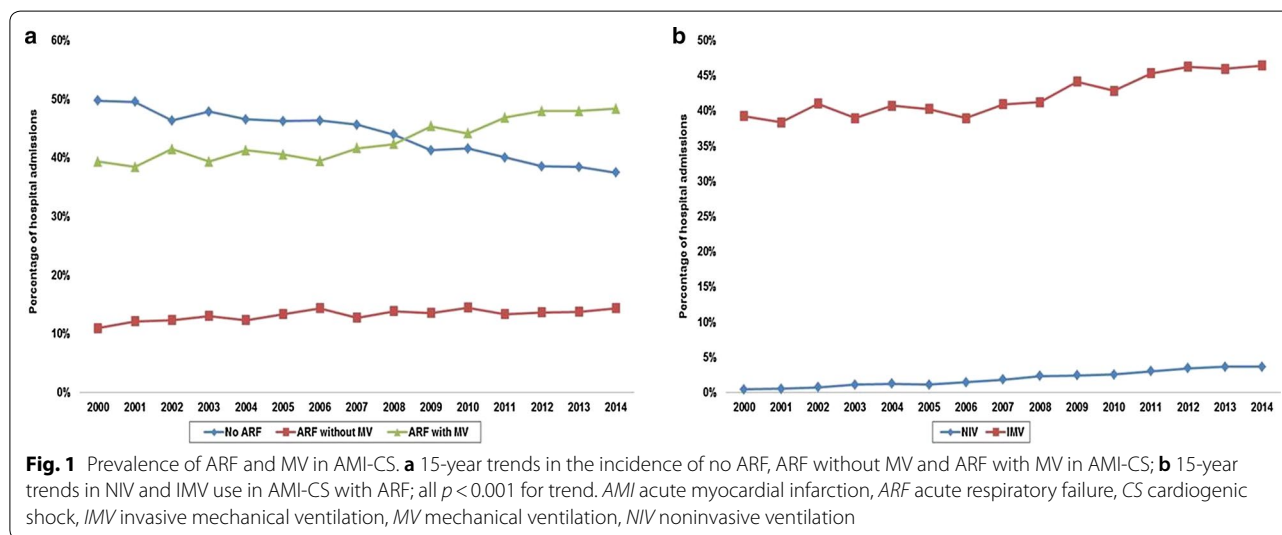 a
60%
50%
40%
30%
20%
10%
0%
Percentage of hospital admissions
2000 2001 2002 2003 2004 2005 2006 2007 2008 2009 2010 2011 2012 2013 2014
No ARF ARF without MV ARF with MV
b
50%
45%
40%
35%
30%
25%
20%
15%
10%
5%
0%
Percentage of hospital admissions
2000 2001 2002 2003 2004 2005 2006 2007 2008 2009 2010 2011 2012 2013 2014
NIV IMV
Fig. 1 Prevalence of ARF and MV in AMI-CS. a 15-year trends in the incidence of no ARF, ARF without MV and ARF with MV in AMI-CS; b 15-year
trends in NIV and IMV use in AMI-CS with ARF; all p < 0.001 for trend. AMI acute myocardial infarction, ARF acute respiratory failure, CS cardiogenic
shock, IMV invasive mechanical ventilation, MV mechanical ventilation, NIV noninvasive ventilation